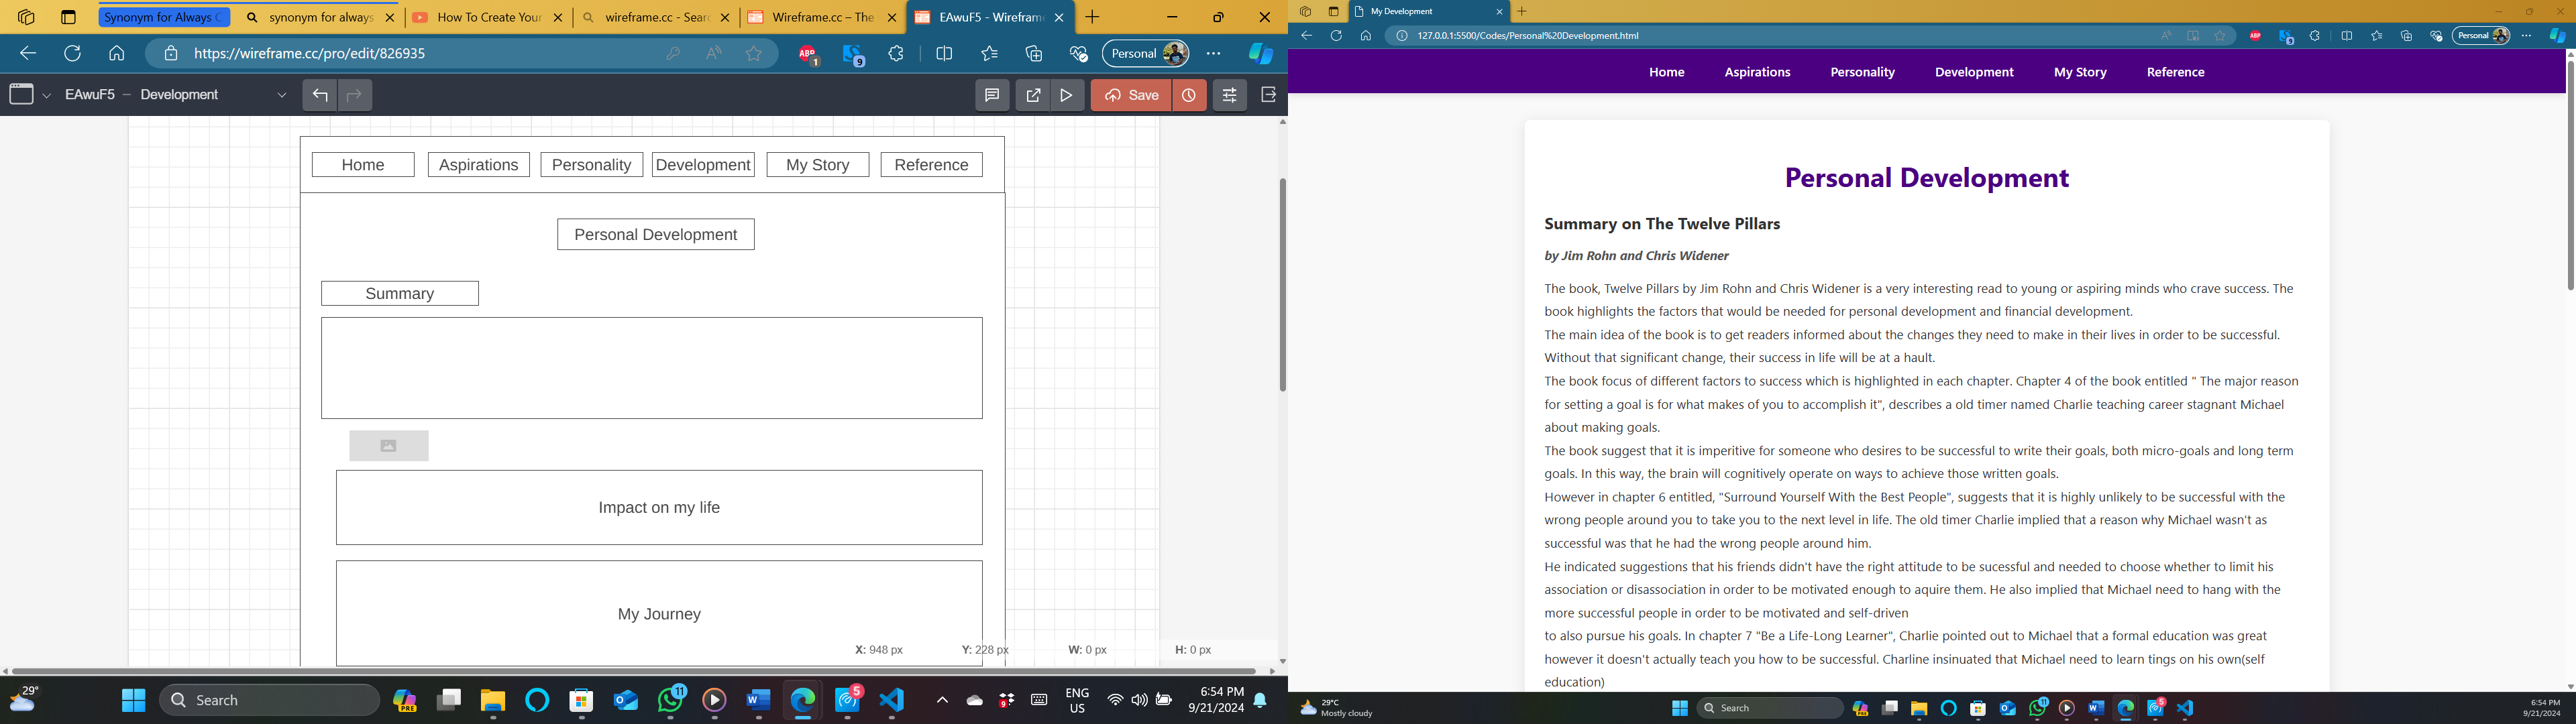 Synonym for Always
synonym for always
How To Create Your
wireframe.cc - Sear
Wireframe.cc – The
EAwuF5 - Wirefram
https://wireframe.cc/pro/edit/826935
ABP
1
9
Personal
EAwuF5 – Development
Save
Home
Aspirations
Personality
Development
My Story
Reference
Personal Development
Summary
Impact on my life
My Journey
X: 948 px
Y: 228 px
W: 0 px
H: 0 px
29°
Search
PRE
11
5
9
ENG
US
6:54 PM
9/21/2024
My Development
127.0.0.1:5500/Codes/Personal%20Development.html
ABP
9
Personal
Home
Aspirations
Personality
Development
My Story
Reference
Personal Development
Summary on The Twelve Pillars
by Jim Rohn and Chris Widener
The book, Twelve Pillars by Jim Rohn and Chris Widener is a very interesting read to young or aspiring minds who crave success. The
book highlights the factors that would be needed for personal development and financial development.
The main idea of the book is to get readers informed about the changes they need to make in their lives in order to be successful.
Without that significant change, their success in life will be at a hault.
The book focus of different factors to success which is highlighted in each chapter. Chapter 4 of the book entitled " The major reason
for setting a goal is for what makes of you to accomplish it", describes a old timer named Charlie teaching career stagnant Michael
about making goals.
The book suggest that it is imperitive for someone who desires to be successful to write their goals, both micro-goals and long term
goals. In this way, the brain will cognitively operate on ways to achieve those written goals.
However in chapter 6 entitled, "Surround Yourself With the Best People", suggests that it is highly unlikely to be successful with the
wrong people around you to take you to the next level in life. The old timer Charlie implied that a reason why Michael wasn't as
successful was that he had the wrong people around him.
He indicated suggestions that his friends didn't have the right attitude to be sucessful and needed to choose whether to limit his
association or disassociation in order to be motivated enough to aquire them. He also implied that Michael need to hang with the
more successful people in order to be motivated and self-driven
to also pursue his goals. In chapter 7 "Be a Life-Long Learner", Charlie pointed out to Michael that a formal education was great
however it doesn't actually teach you how to be successful. Charline insinuated that Michael need to learn tings on his own(self
education)
29°C
Mostly cloudy
Search
5
6:54 PM
9/21/2024